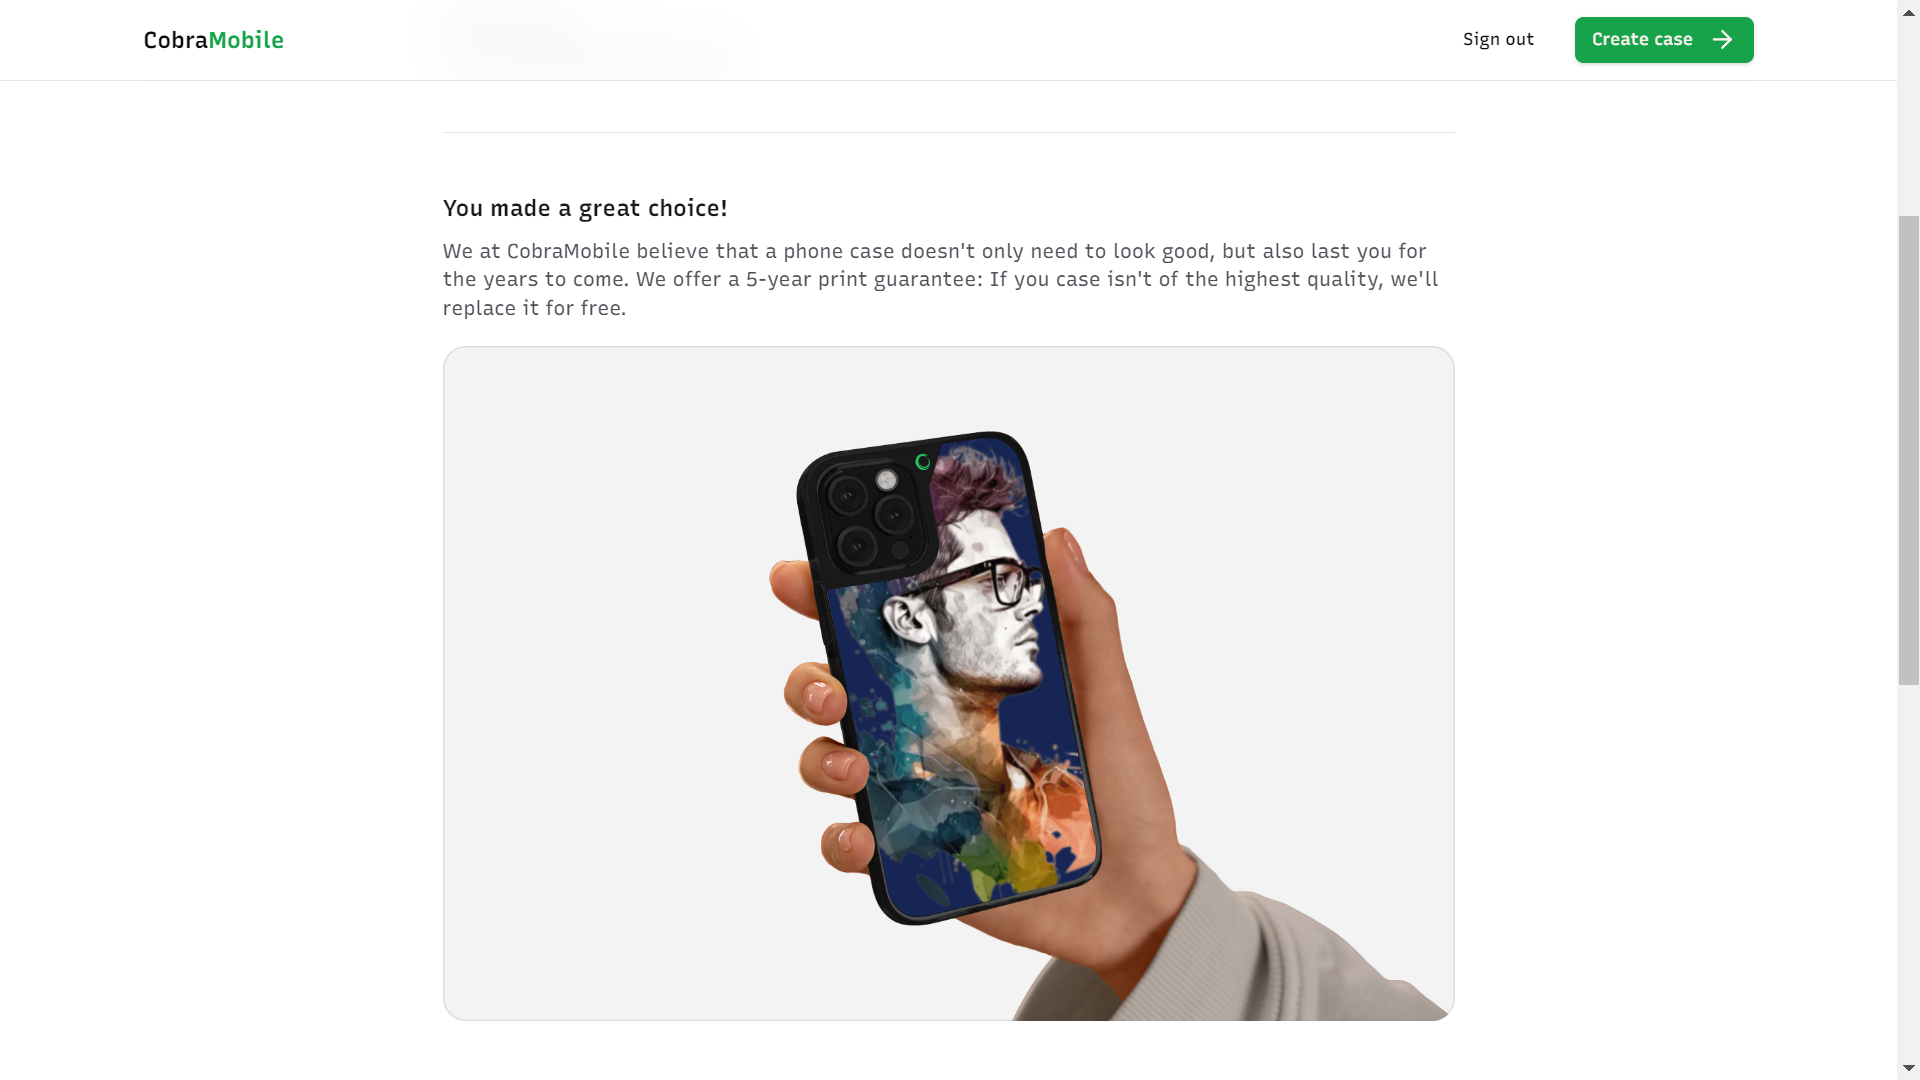 CobraMobile
Sign out
Create case
You made a great choice!
We at CobraMobile believe that a phone case doesn't only need to look good, but also last you for
the years to come. We offer a 5-year print guarantee: If you case isn't of the highest quality, we'll
replace it for free.